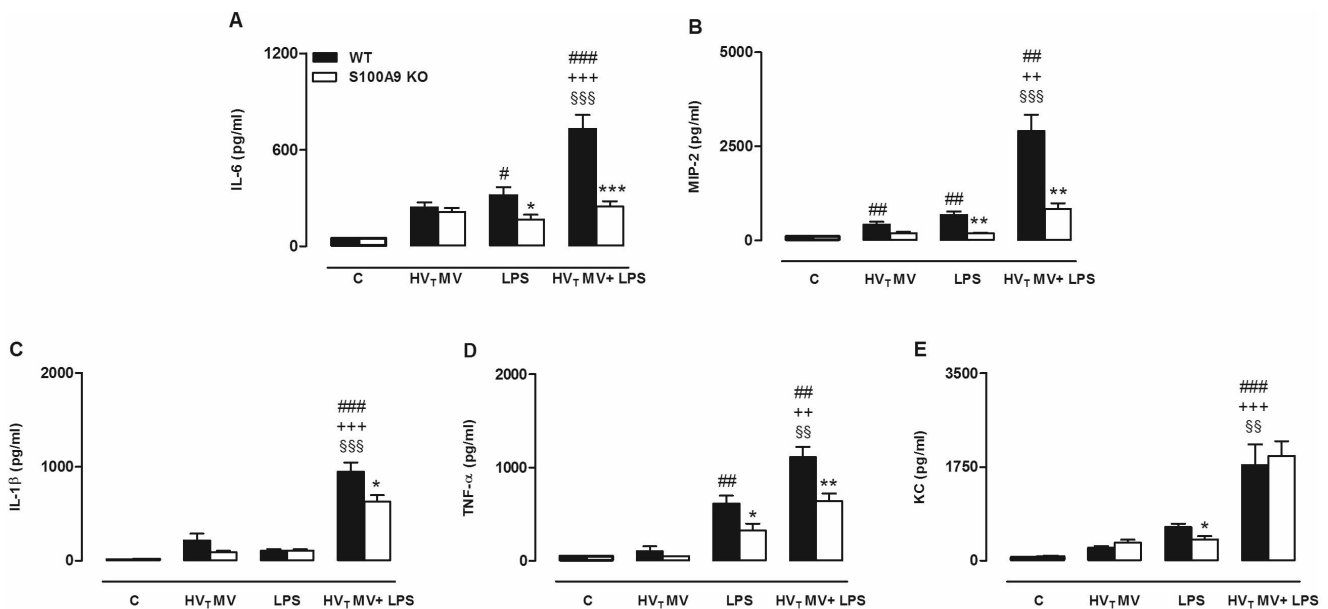 A
IL-6 (pg/ml)
1200
600
0
WT
S100A9 KO
#
*
###
+++
§§§
***
C
HVTMV
LPS
HVTMV+ LPS
B
MIP-2 (pg/ml)
5000
2500
0
##
##
**
##
++
§§§
**
C
HVTMV
LPS
HVTMV+ LPS
C
IL-1β (pg/ml)
2000
1000
0
###
+++
§§§
*
C
HVTMV
LPS
HVTMV+ LPS
D
TNF-α (pg/ml)
2000
1000
0
##
*
##
++
§§
**
C
HVTMV
LPS
HVTMV+ LPS
E
KC (pg/ml)
3500
1750
0
*
###
+++
§§
C
HVTMV
LPS
HVTMV+ LPS